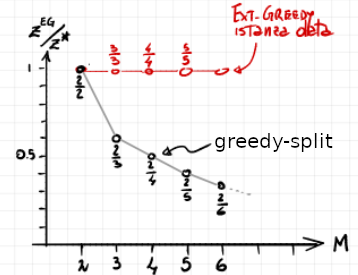 Z^EG/Z*
EXT-GREEDY
istanza data
1
3/3 4/4 5/5
2/2
greedy-split
0.5
2/3 2/4 2/5 2/6
2 3 4 5 6 M